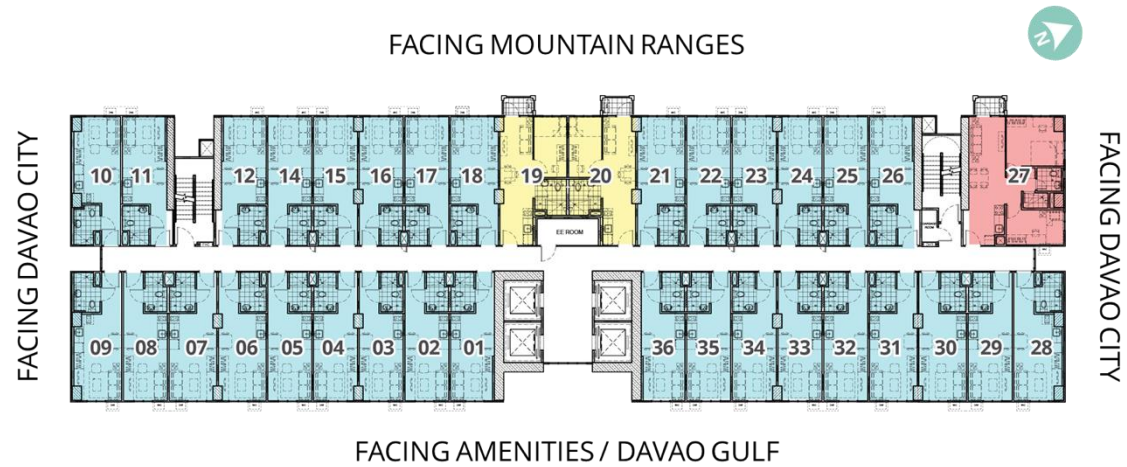 FACING MOUNTAIN RANGES
N
FACING DAVAO CITY
10 11 12 14 15 16 17 18 19 20 21 22 23 24 25 26 27
EE ROOM
09 08 07 06 05 04 03 02 01 36 35 34 33 32 31 30 29 28
FACING DAVAO CITY
FACING AMENITIES / DAVAO GULF